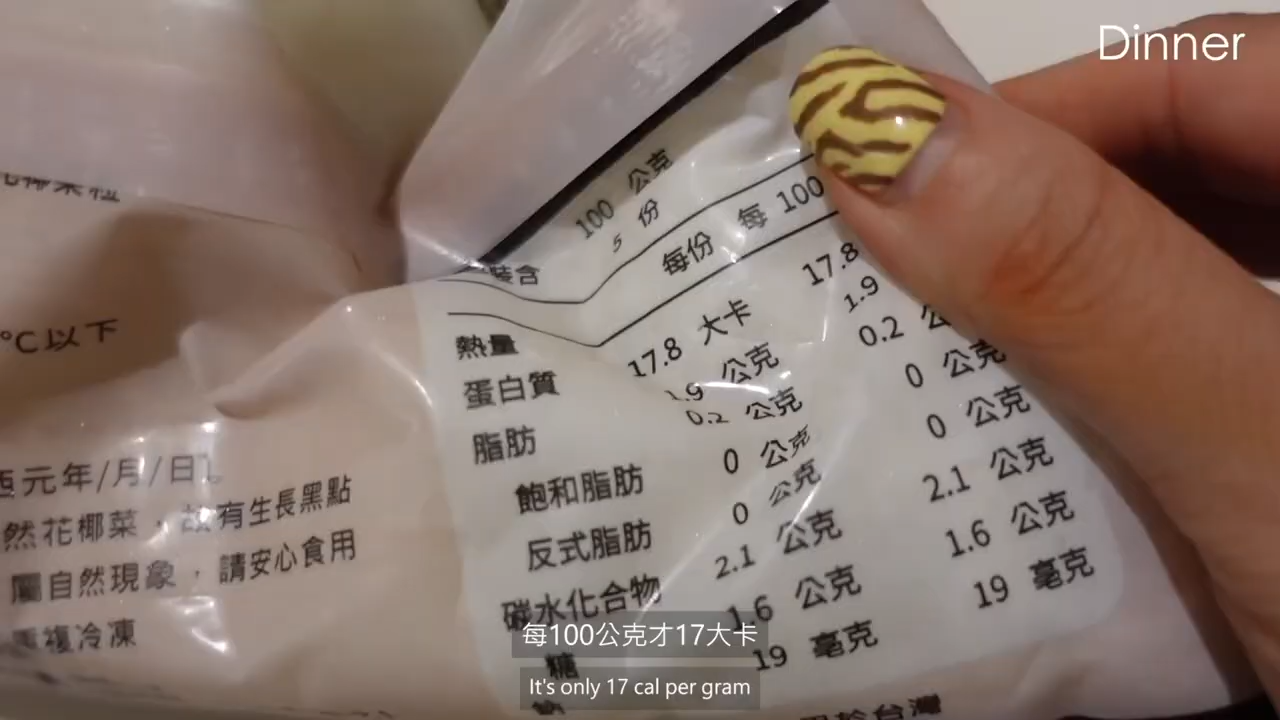 Dinner
100 公克
5 份
裝含
每份 每 100
熱量 17.8 大卡 17.8
蛋白質 1.9 公克 1.9
脂肪 0.2 公克 0.2 公
飽和脂肪 0 公克 0 公克
反式脂肪 0 公克 0 公克
碳水化合物 2.1 公克 2.1 公克
糖 1.6 公克 1.6 公克
19 毫克 19 毫克
°C以下
元年/月/日
然花椰菜，故有生長黑點
屬自然現象，請安心食用
重複冷凍
每100公克才17大卡
It's only 17 cal per gram